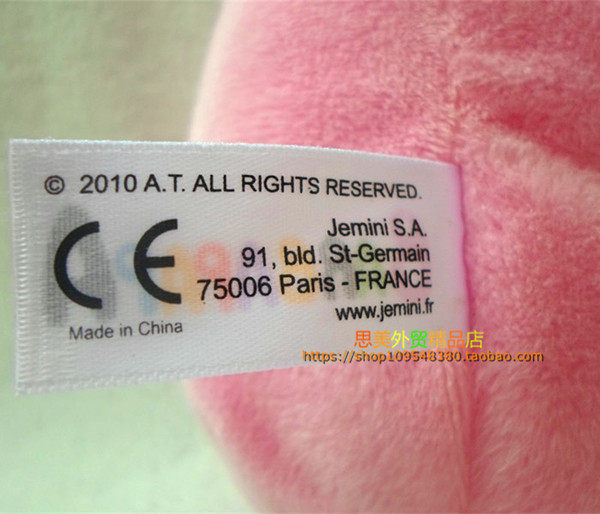 © 2010 A.T. ALL RIGHTS RESERVED.
CE
Jemini S.A.
91, bld. St-Germain
75006 Paris - FRANCE
www.jemini.fr
Made in China
思美外贸精品店
https://shop109548380.taobao.com